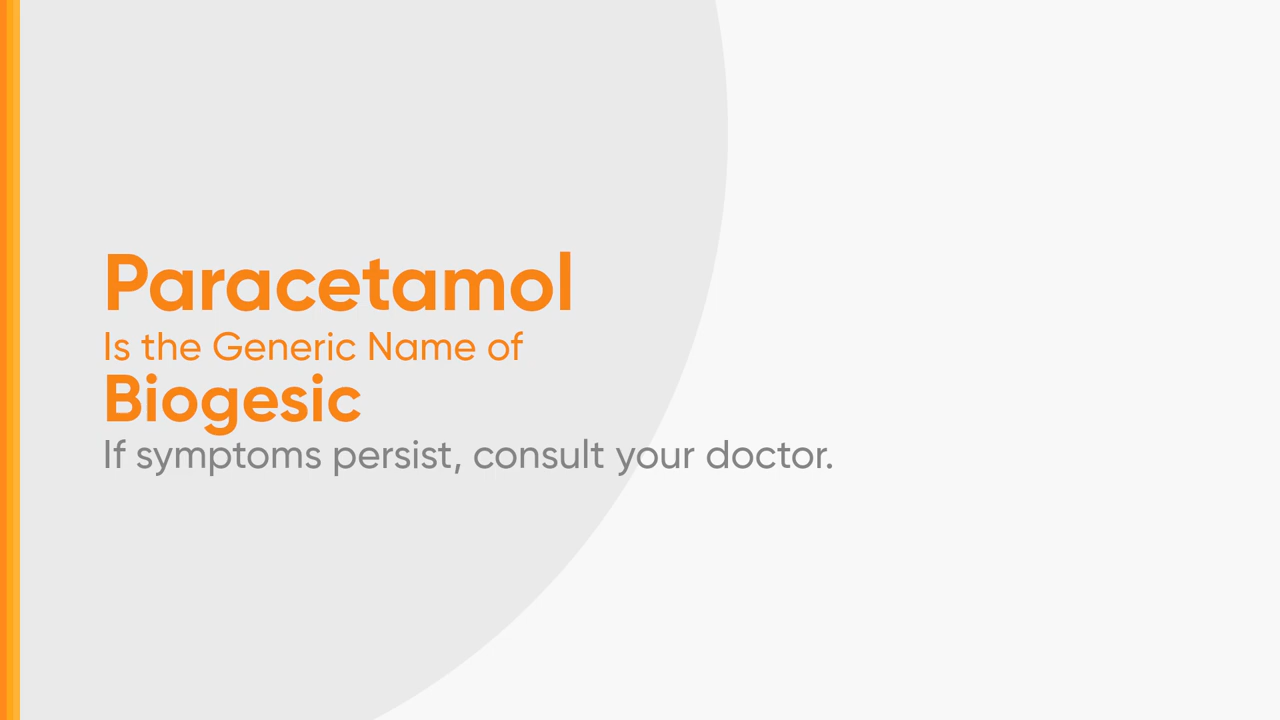 Paracetamol
Is the Generic Name of
Biogesic
If symptoms persist, consult your doctor.